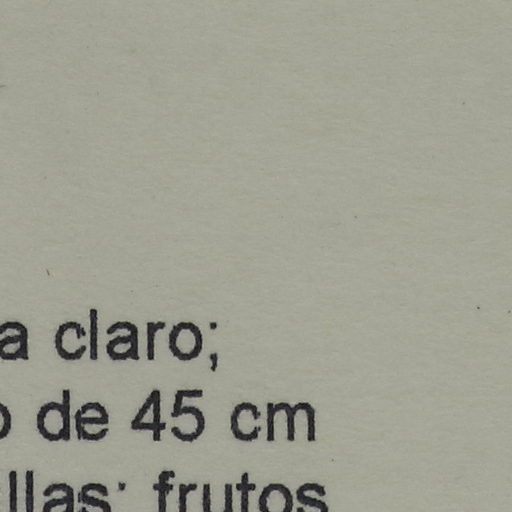 a claro;
o de 45 cm
llas; frutos